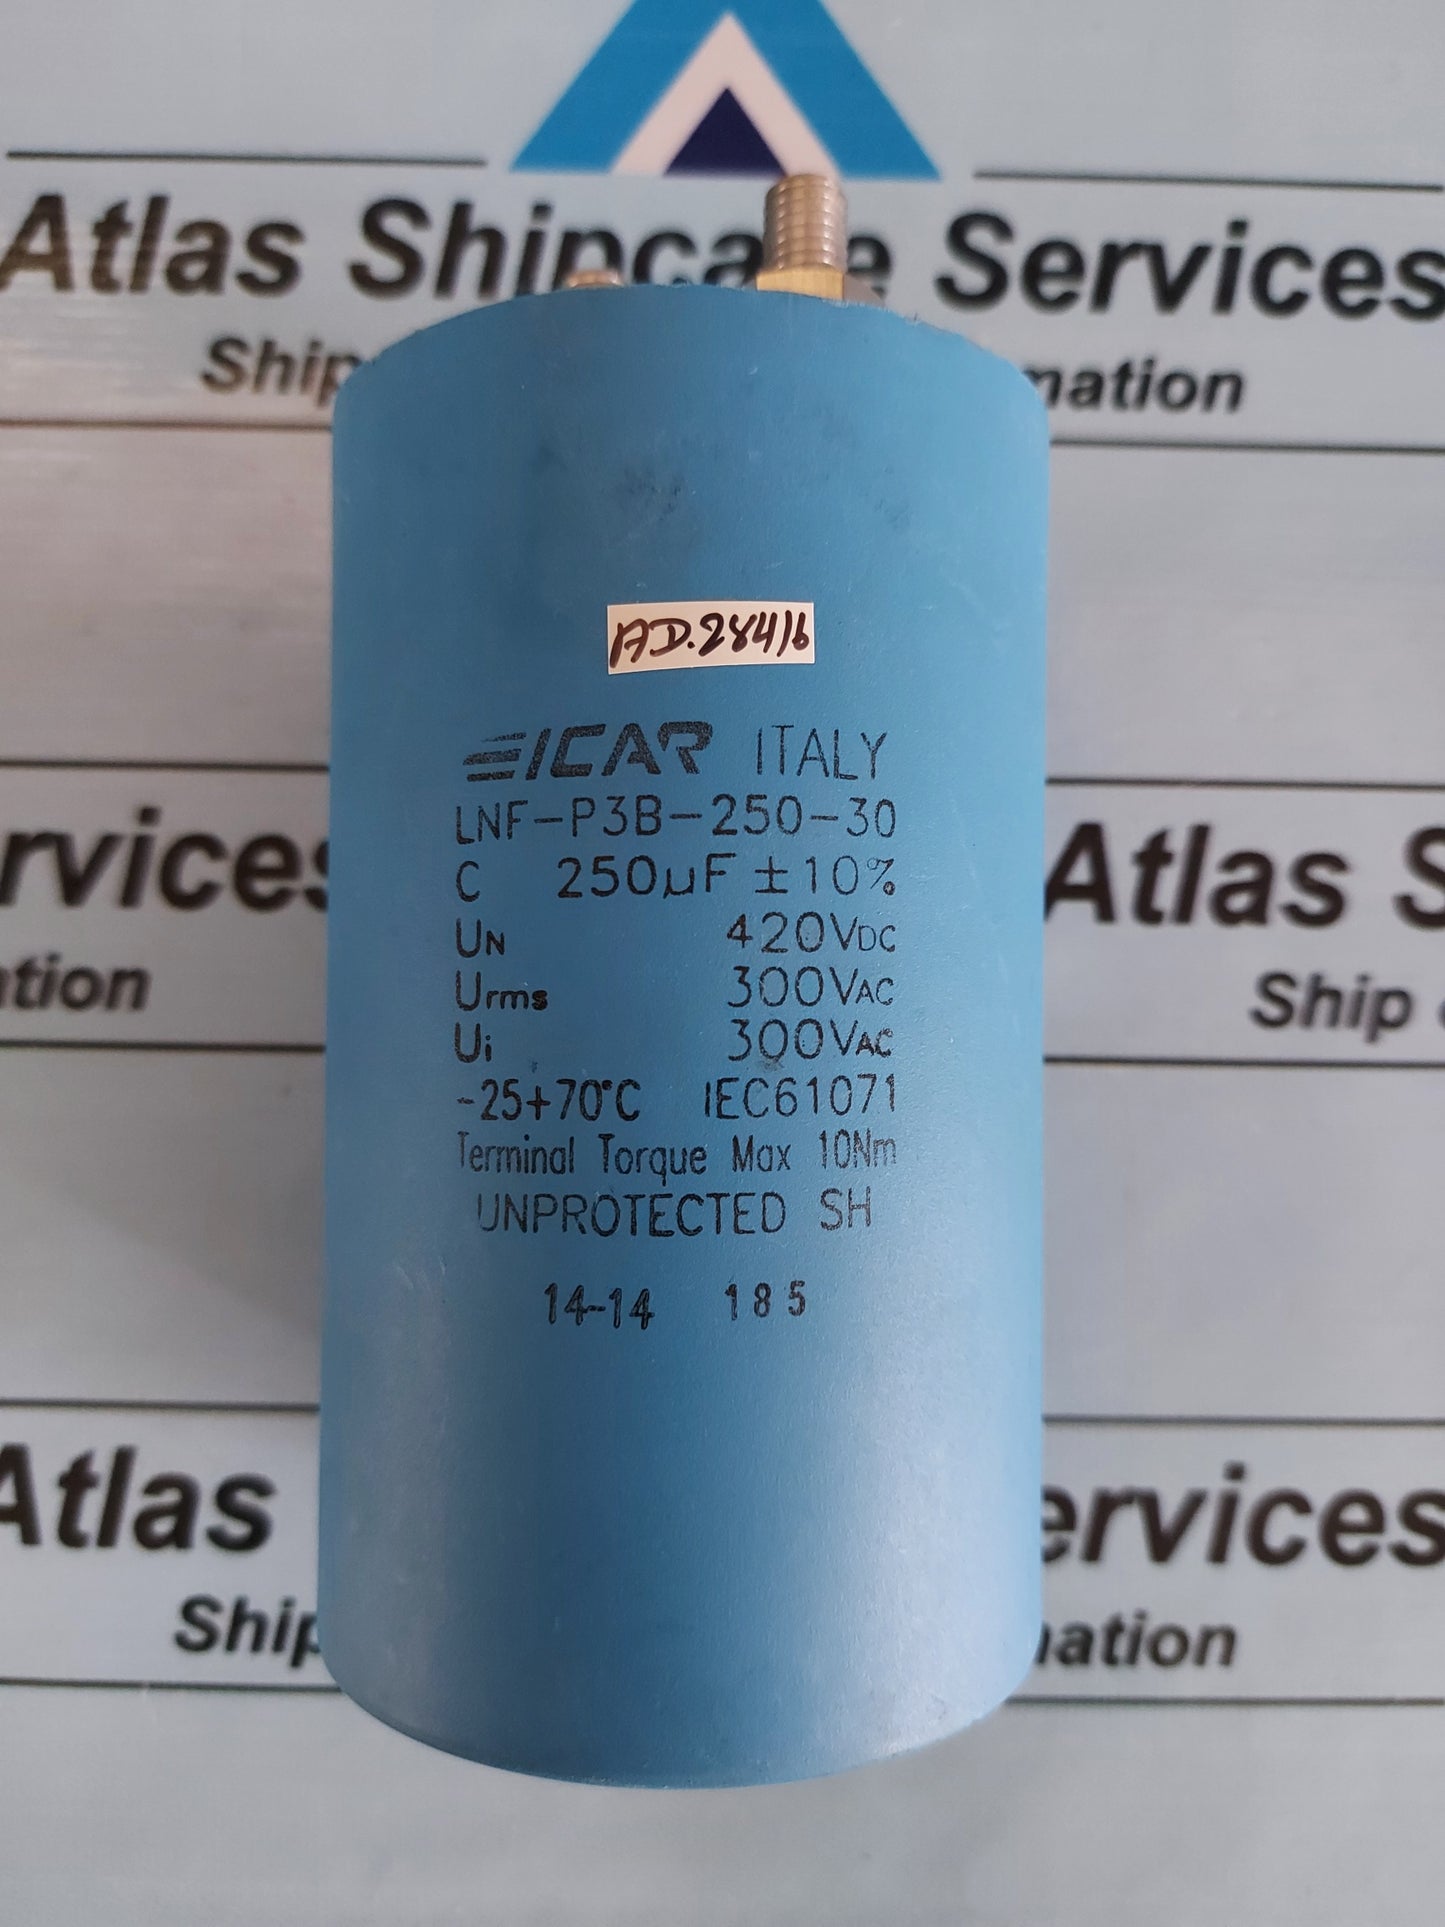 Atlas Shipcare Services
Ship
mation
AD.28416
ICAR ITALY
LNF-P3B-250-30
C 250µF ±10%
UN 420VDC
Urms 300VAC
Ui 300VAC
-25+70°C IEC61071
Terminal Torque Max 10Nm
UNPROTECTED SH
14-14 185
rvices
Atlas S
ation
Ship
Atlas
ervices
Ship
mation